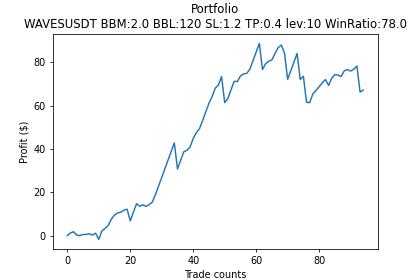 Portfolio
WAVESUSDT BBM:2.0 BBL:120 SL:1.2 TP:0.4 lev:10 WinRatio:78.0
80
60
40
20
0
Profit ($)
0 20 40 60 80
Trade counts